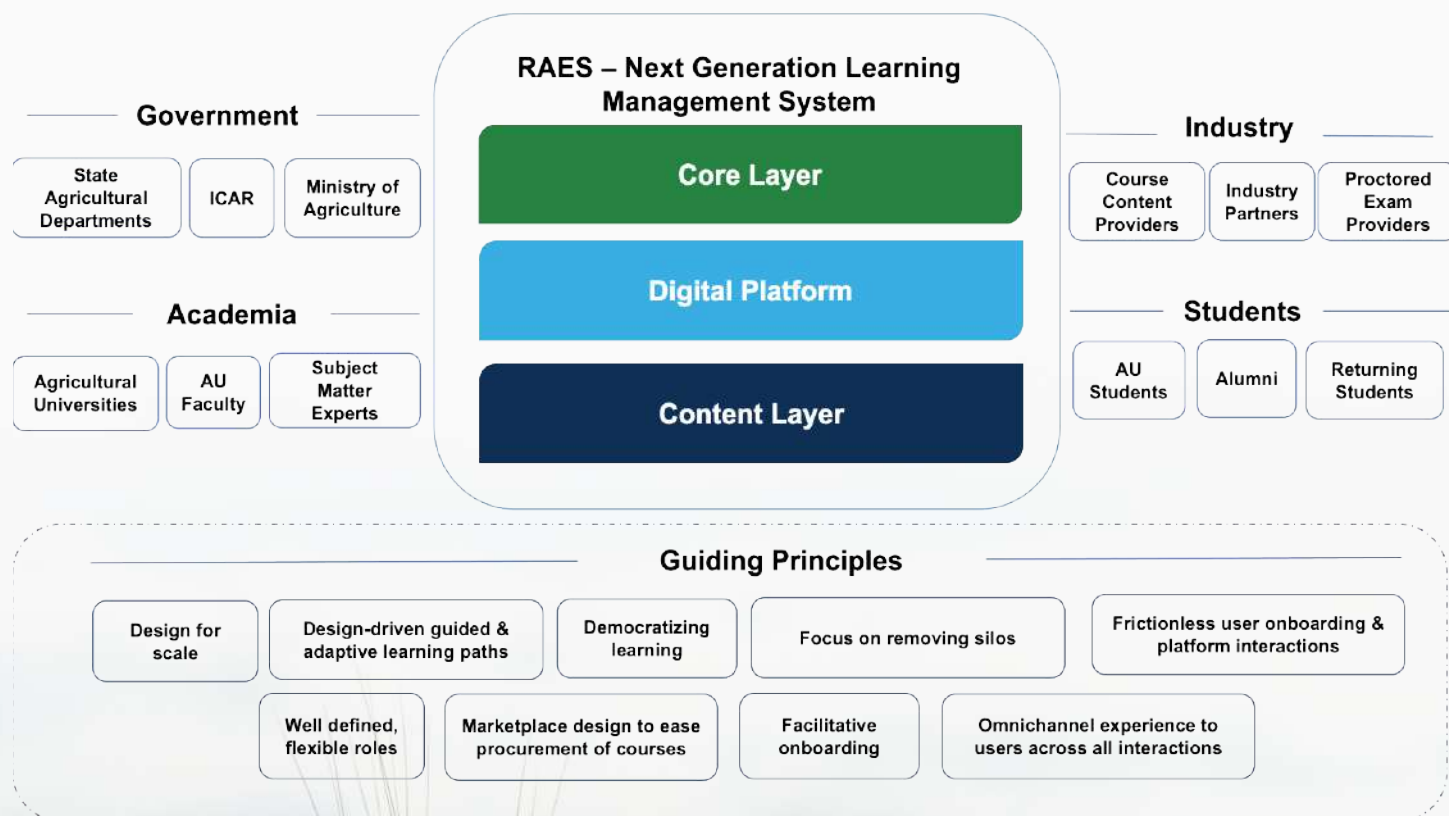 RAES – Next Generation Learning
Management System
Core Layer
Digital Platform
Content Layer
Government
State
Agricultural
Departments
ICAR
Ministry of
Agriculture
Academia
Agricultural
Universities
AU
Faculty
Subject
Matter
Experts
Industry
Course
Content
Providers
Industry
Partners
Proctored
Exam
Providers
Students
AU
Students
Alumni
Returning
Students
Guiding Principles
Design for
scale
Design-driven guided &
adaptive learning paths
Democratizing
learning
Focus on removing silos
Frictionless user onboarding &
platform interactions
Well defined,
flexible roles
Marketplace design to ease
procurement of courses
Facilitative
onboarding
Omnichannel experience to
users across all interactions